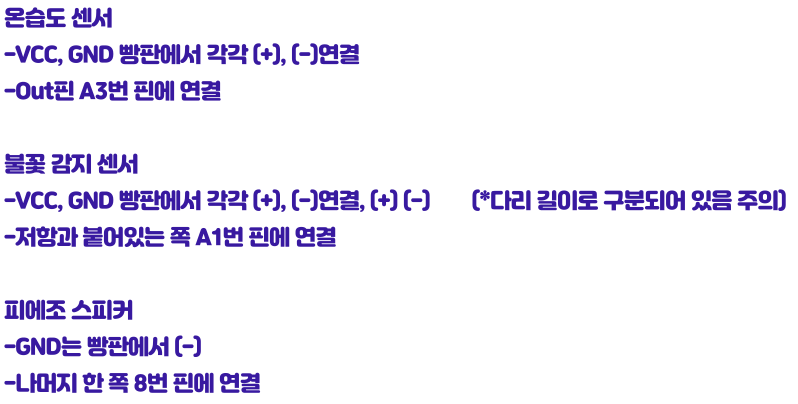 온습도 센서
-VCC, GND 빵판에서 각각 (+), (-)연결
-Out핀 A3번 핀에 연결
불꽃 감지 센서
-VCC, GND 빵판에서 각각 (+), (-)연결, (+) (-) (*다리 길이로 구분되어 있음 주의)
-저항과 붙어있는 쪽 A1번 핀에 연결
피에조 스피커
-GND는 빵판에서 (-)
-나머지 한 쪽 8번 핀에 연결